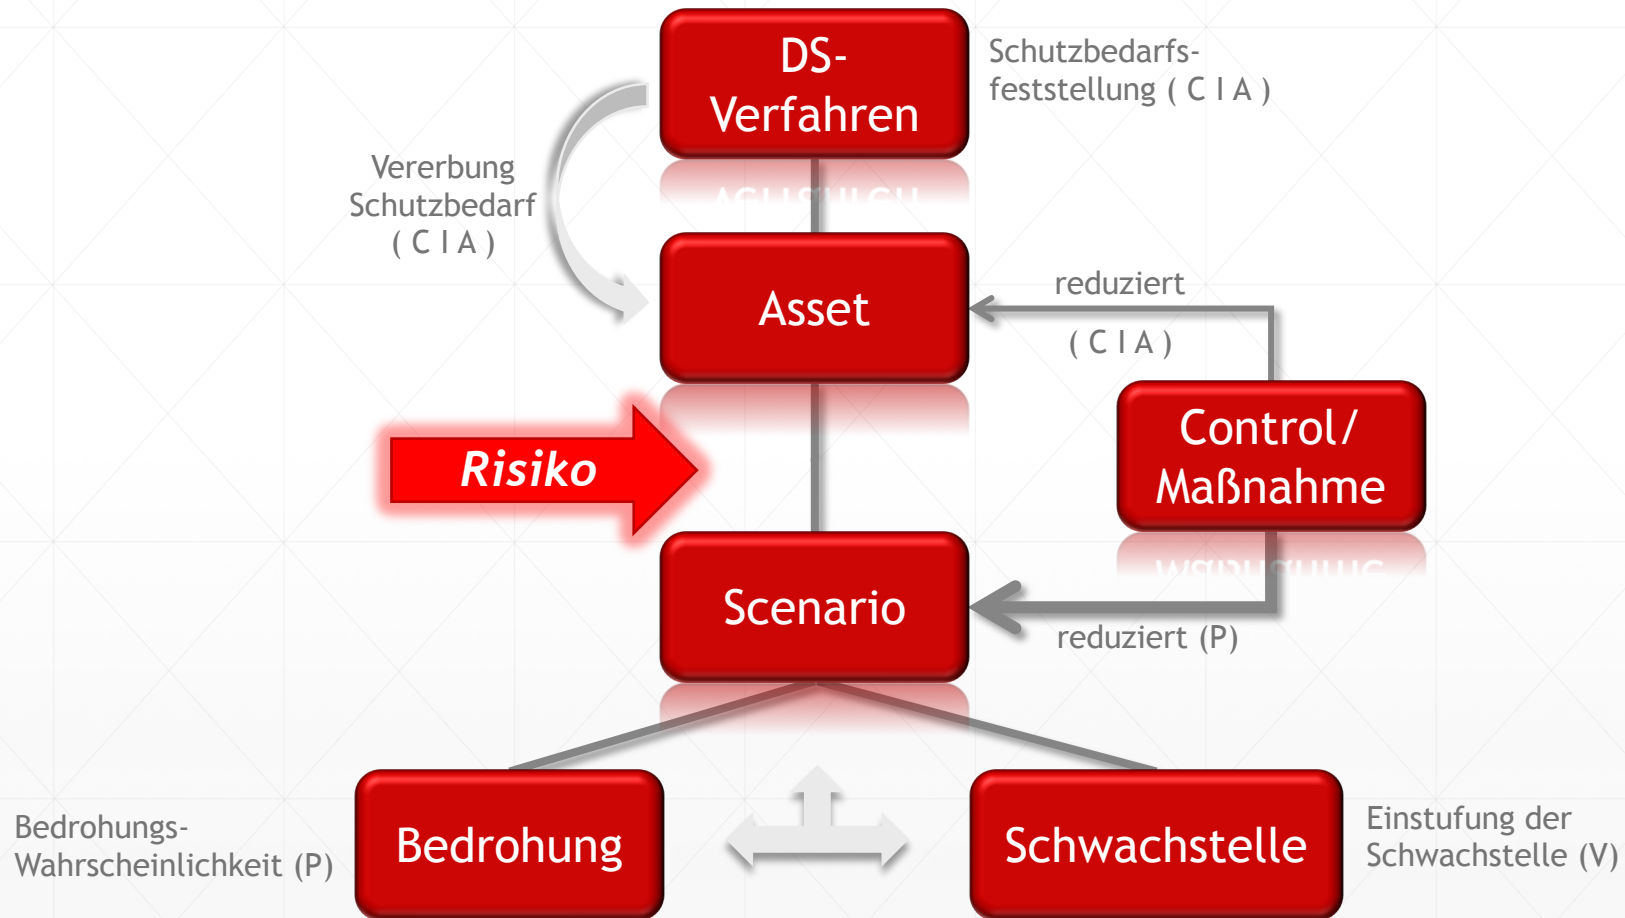 DS-
Verfahren
Schutzbedarfs-
feststellung ( C I A )
Vererbung
Schutzbedarf
( C I A )
Asset
reduziert
( C I A )
Control/
Maßnahme
Risiko
Scenario
reduziert (P)
Bedrohungs-
Wahrscheinlichkeit (P)
Bedrohung
Schwachstelle
Einstufung der
Schwachstelle (V)